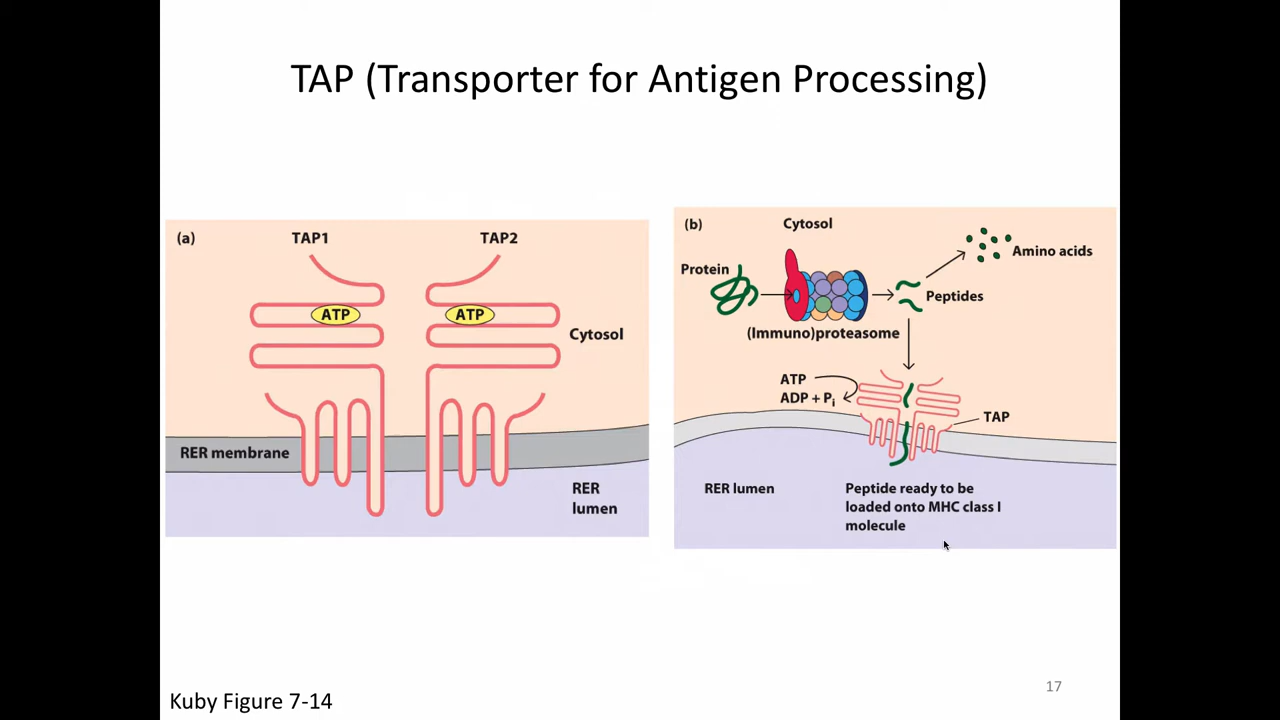 TAP (Transporter for Antigen Processing)
(a)
TAP1
TAP2
ATP
ATP
Cytosol
RER membrane
RER
lumen
(b)
Cytosol
Protein
Amino acids
Peptides
(Immuno)proteasome
ATP
ADP + Pi
TAP
RER lumen
Peptide ready to be
loaded onto MHC class I
molecule
Kuby Figure 7-14
17